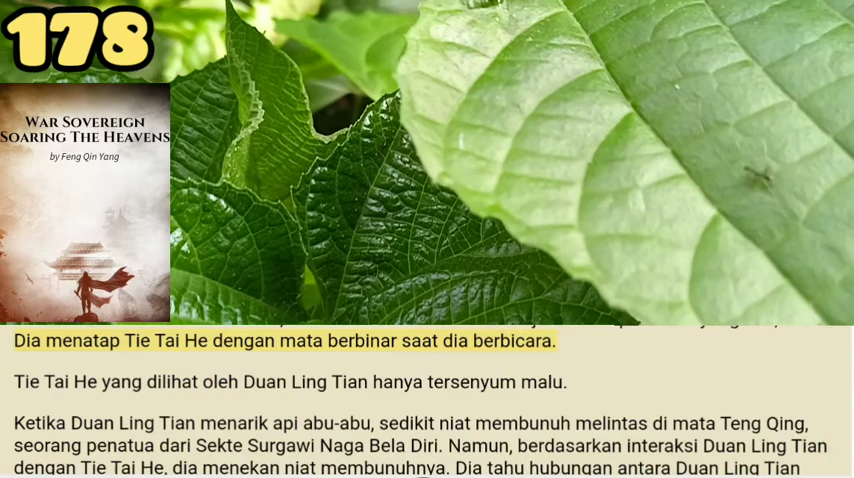 178
WAR SOVEREIGN
SOARING THE HEAVENS
by Feng Qin Yang
Dia menatap Tie Tai He dengan mata berbinar saat dia berbicara.
Tie Tai He yang dilihat oleh Duan Ling Tian hanya tersenyum malu.
Ketika Duan Ling Tian menarik api abu-abu, sedikit niat membunuh melintas di mata Teng Qing,
seorang penatua dari Sekte Surgawi Naga Bela Diri. Namun, berdasarkan interaksi Duan Ling Tian
dengan Tie Tai He, dia menekan niat membunuhnya. Dia tahu hubungan antara Duan Ling Tian